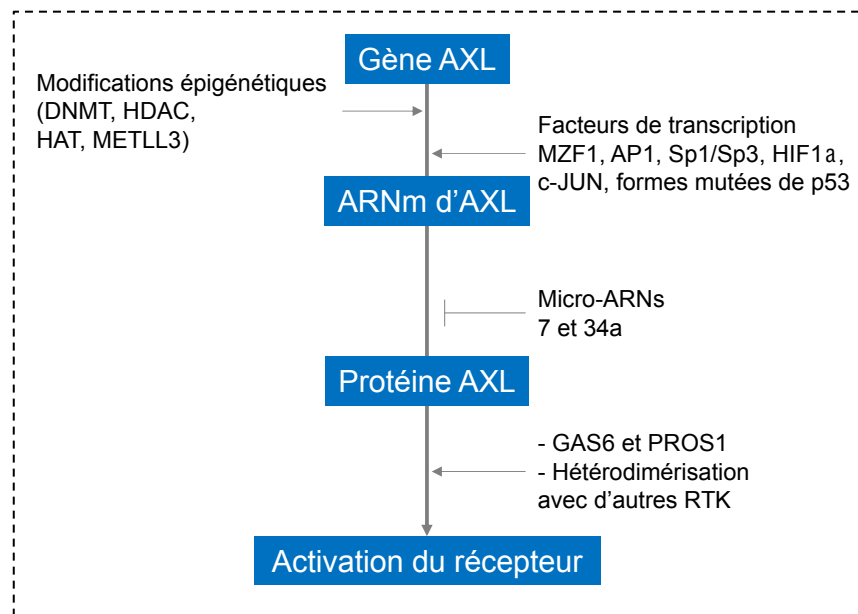 Gène AXL
Modifications épigénétiques
(DNMT, HDAC,
HAT, METLL3)
Facteurs de transcription
MZF1, AP1, Sp1/Sp3, HIF1a,
c-JUN, formes mutées de p53
ARNm d’AXL
Micro-ARNs
7 et 34a
Protéine AXL
- GAS6 et PROS1
- Hétérodimérisation
avec d’autres RTK
Activation du récepteur